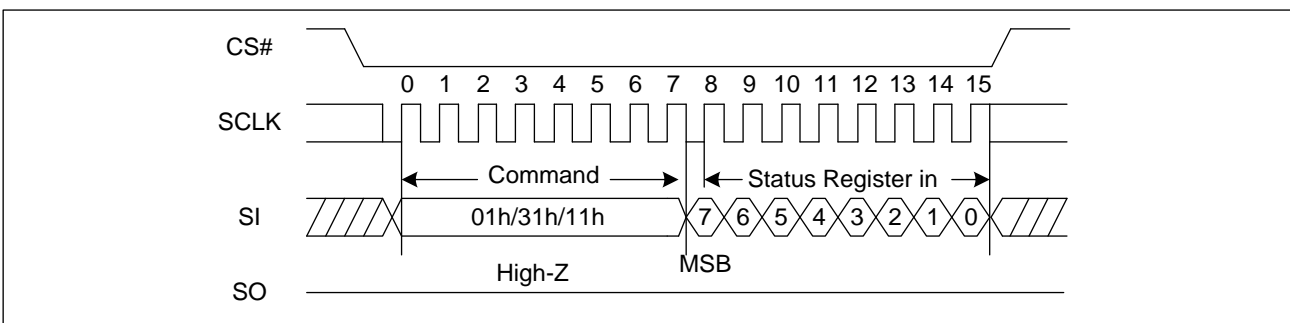 CS#
0 1 2 3 4 5 6 7 8 9 10 11 12 13 14 15
SCLK
Command Status Register in
SI 01h/31h/11h 7 6 5 4 3 2 1 0
High-Z MSB
SO